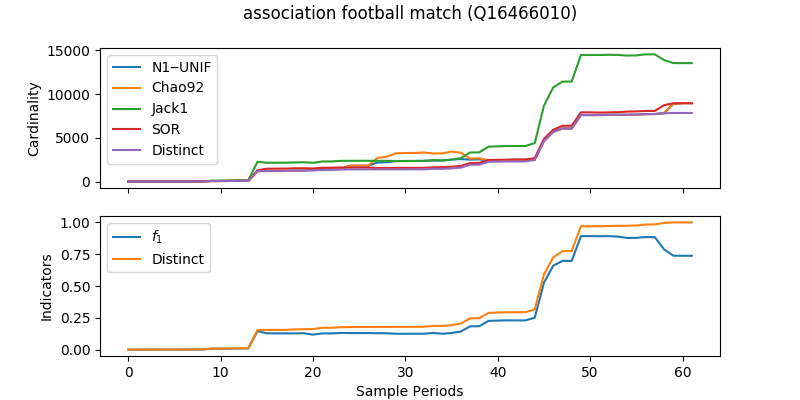 association football match (Q16466010)
15000
10000
5000
0
Cardinality
N1−UNIF
Chao92
Jack1
SOR
Distinct
1.00
0.75
0.50
0.25
0.00
Indicators
f1
Distinct
0 10 20 30 40 50 60
Sample Periods